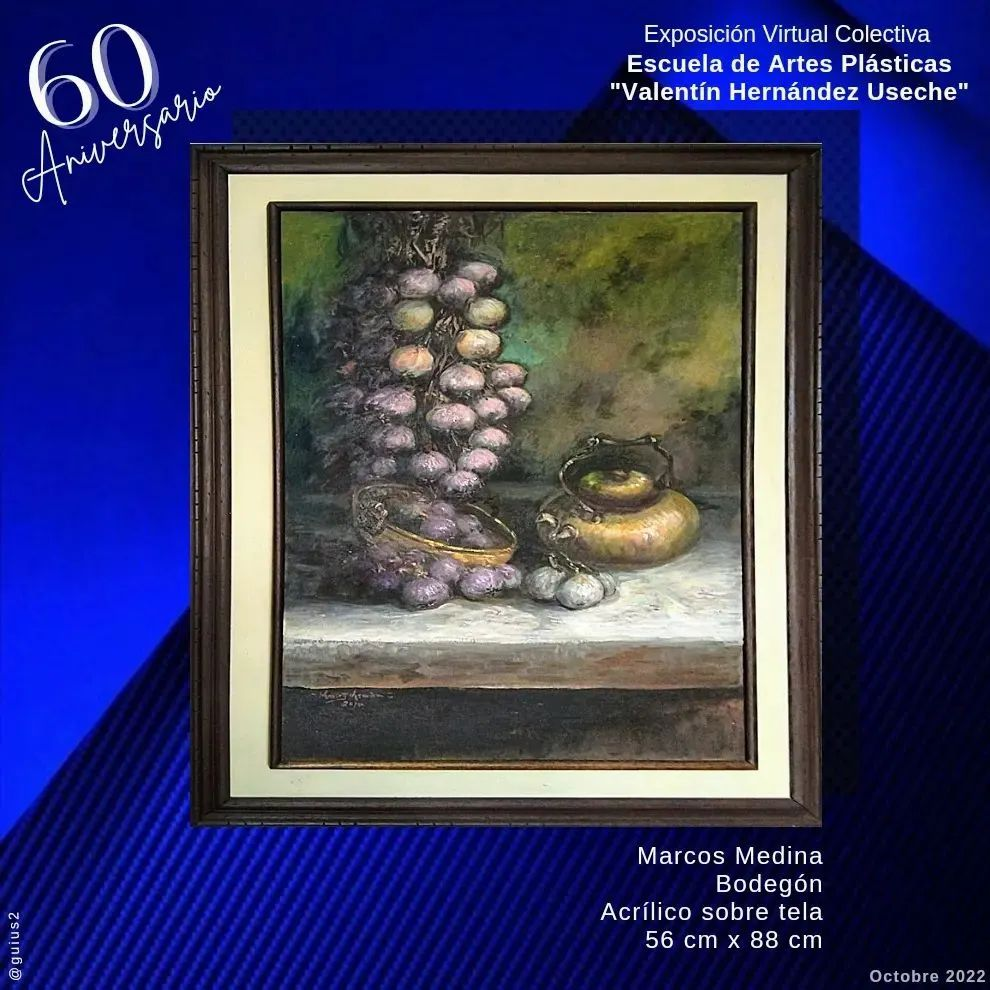 60
Aniversario
Exposición Virtual Colectiva
Escuela de Artes Plásticas
"Valentín Hernández Useche"
Marcos Medina
Bodegón
Acrílico sobre tela
56 cm x 88 cm
@guius2
Octobre 2022